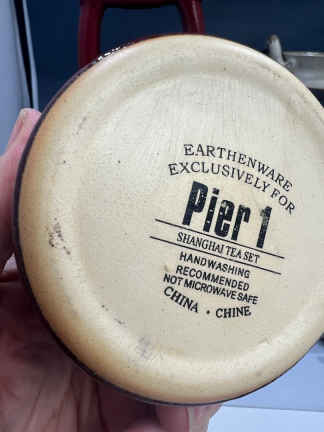 EARTHENWARE
EXCLUSIVELY FOR
Pier 1
SHANGHAI TEA SET
HANDWASHING
RECOMMENDED
NOT MICROWAVE SAFE
CHINA · CHINE